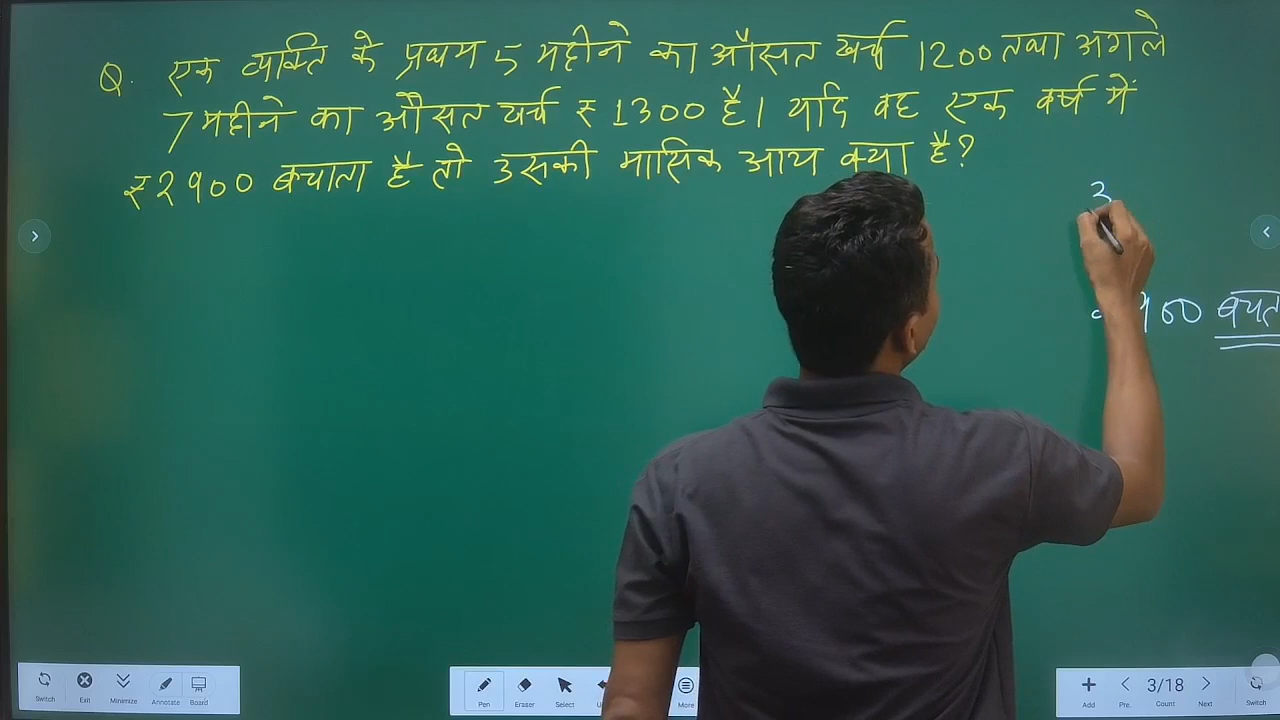 Q. एक व्यक्ति के प्रथम 5 महीने का औसत खर्च 1200 तथा अगले
7 महीने का औसत खर्च ₹ 1300 है। यदि वह एक वर्ष में
₹2900 बचाता है तो उसकी मासिक आय क्या है?
900 बचत
Switch Exit Minimize Annotate Board
Pen Eraser Select More
Add Pre. 3/18 Count Next Switch